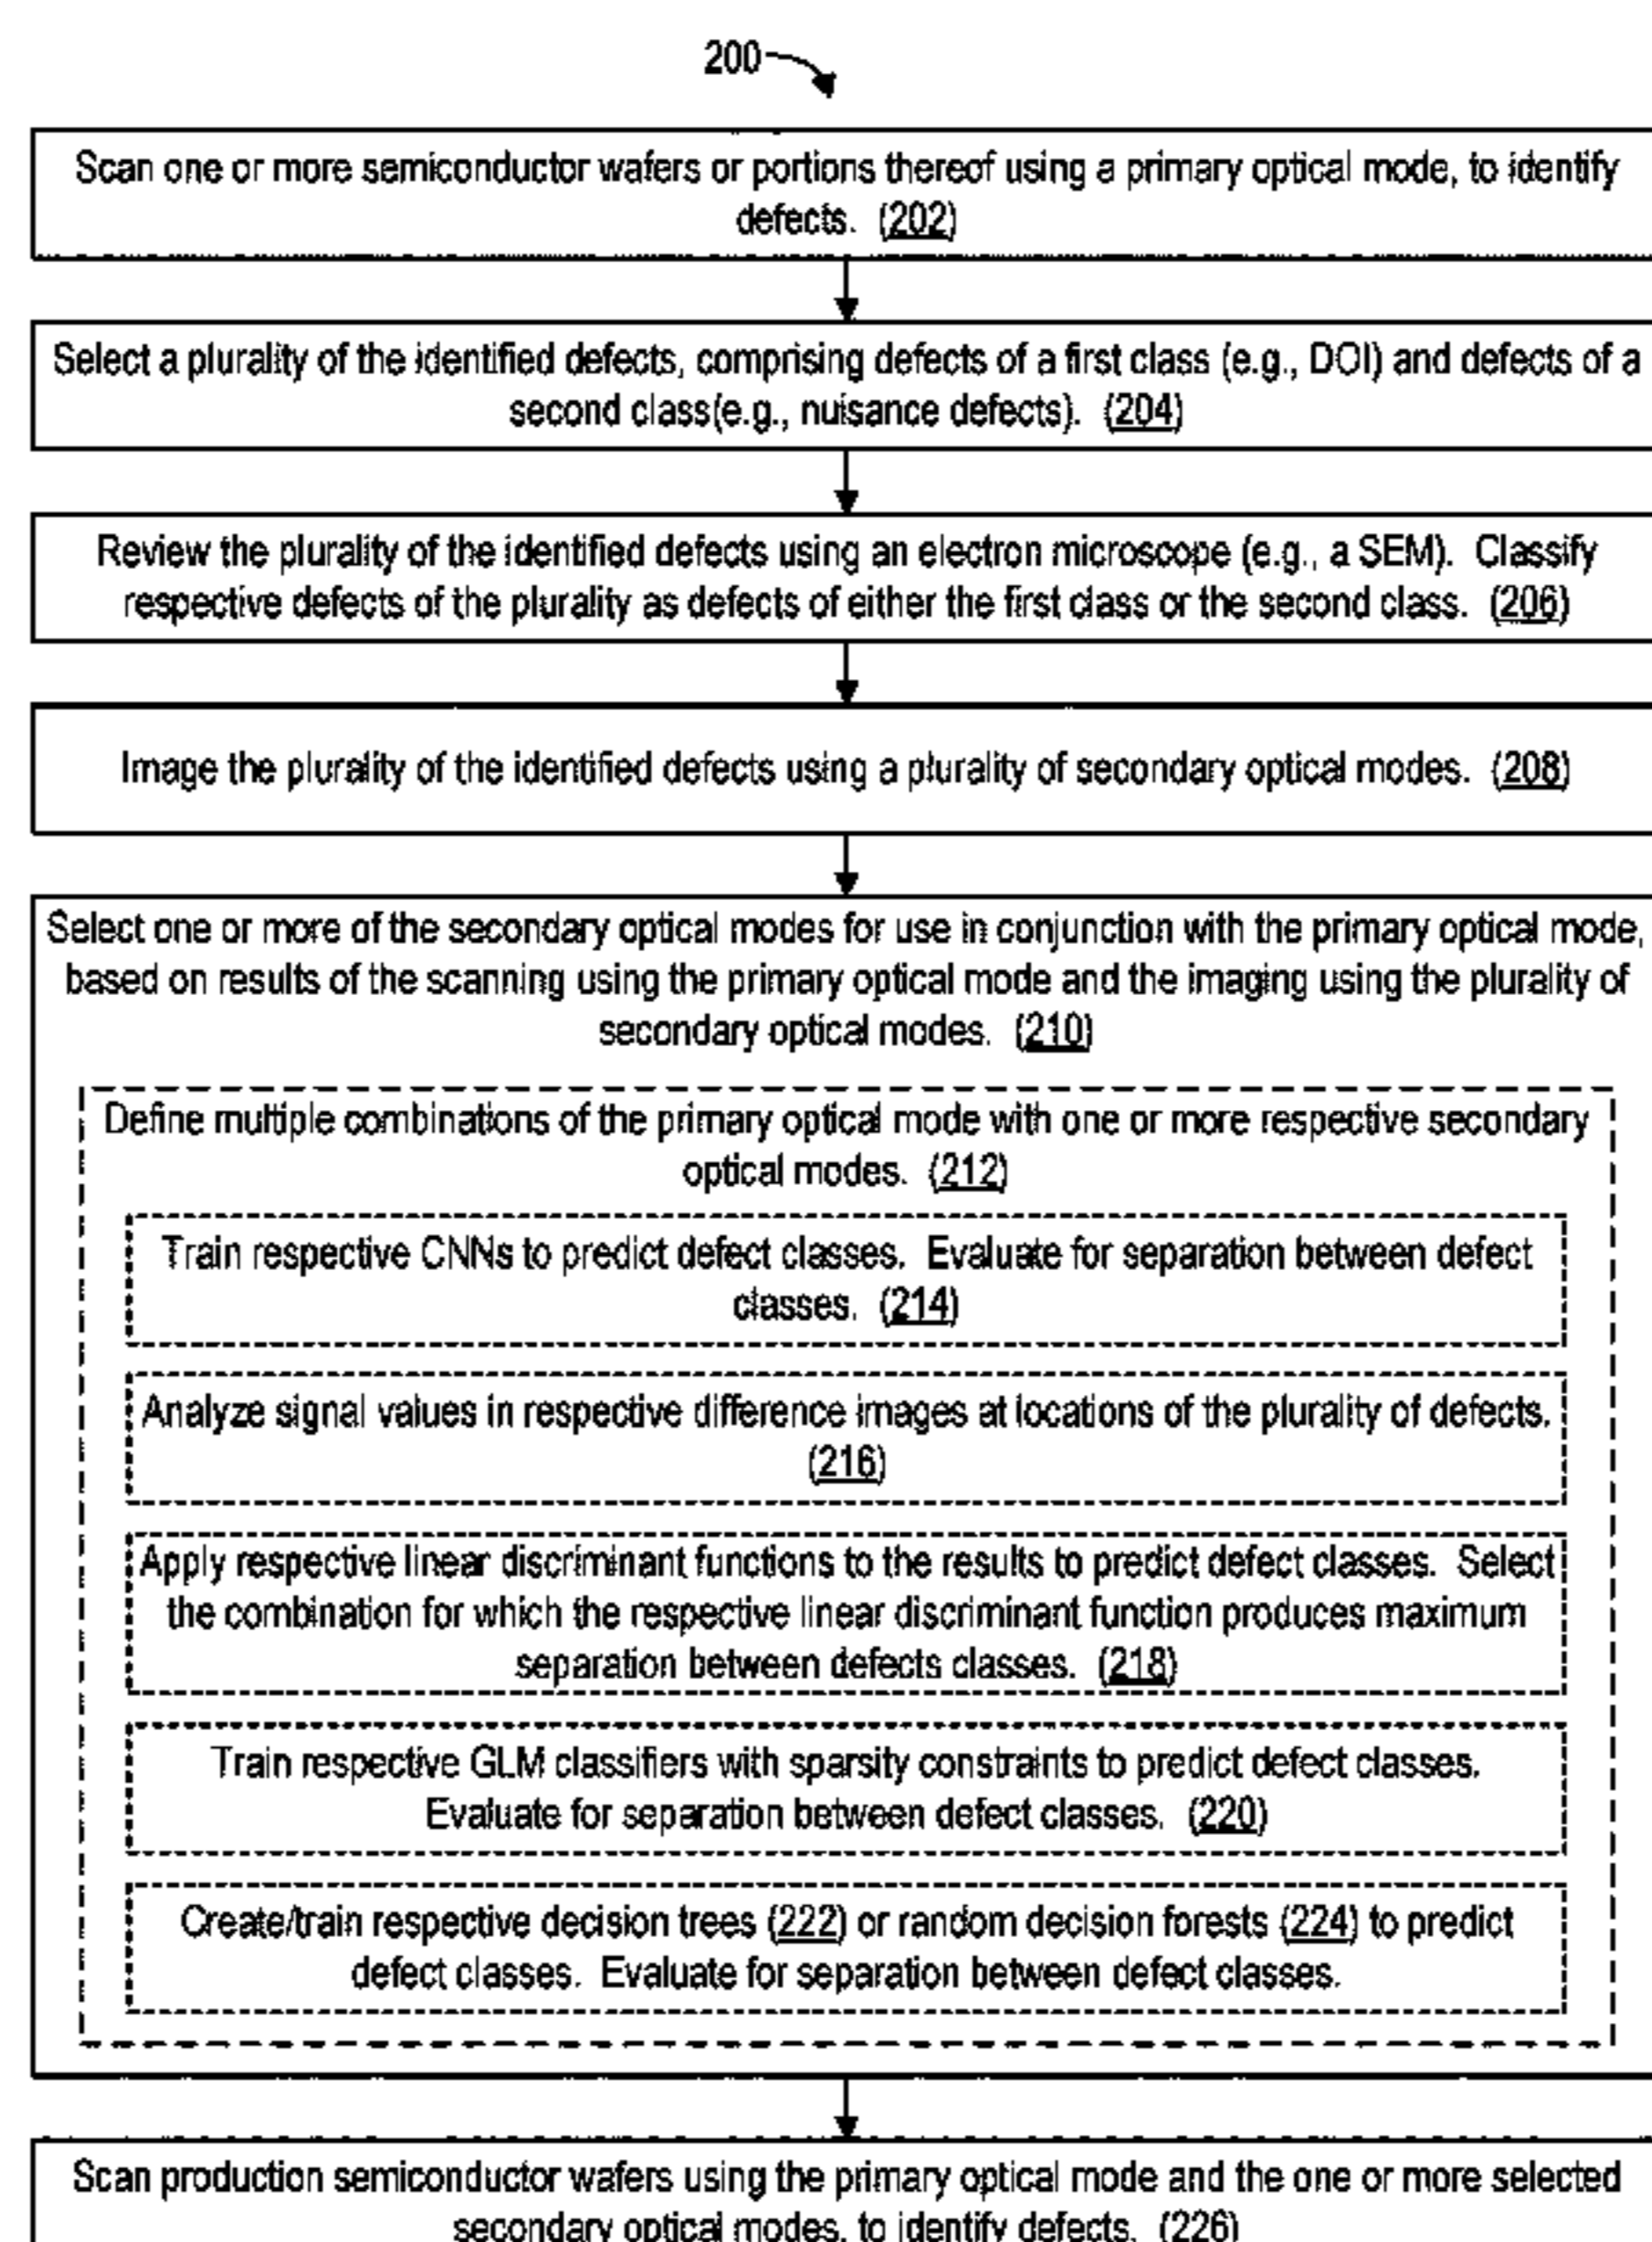 200
Scan one or more semiconductor wafers or portions thereof using a primary optical mode, to identify
defects. (202)
Select a plurality of the identified defects, comprising defects of a first class (e.g., DOI) and defects of a
second class(e.g., nuisance defects). (204)
Review the plurality of the identified defects using an electron microscope (e.g., a SEM). Classify
respective defects of the plurality as defects of either the first class or the second class. (206)
Image the plurality of the identified defects using a plurality of secondary optical modes. (208)
Select one or more of the secondary optical modes for use in conjunction with the primary optical mode,
based on results of the scanning using the primary optical mode and the imaging using the plurality of
secondary optical modes. (210)
Define multiple combinations of the primary optical mode with one or more respective secondary
optical modes. (212)
Train respective CNNs to predict defect classes. Evaluate for separation between defect
classes. (214)
Analyze signal values in respective difference images at locations of the plurality of defects.
(216)
Apply respective linear discriminant functions to the results to predict defect classes. Select
the combination for which the respective linear discriminant function produces maximum
separation between defects classes. (218)
Train respective GLM classifiers with sparsity constraints to predict defect classes.
Evaluate for separation between defect classes. (220)
Create/train respective decision trees (222) or random decision forests (224) to predict
defect classes. Evaluate for separation between defect classes.
Scan production semiconductor wafers using the primary optical mode and the one or more selected
secondary optical modes, to identify defects. (226)